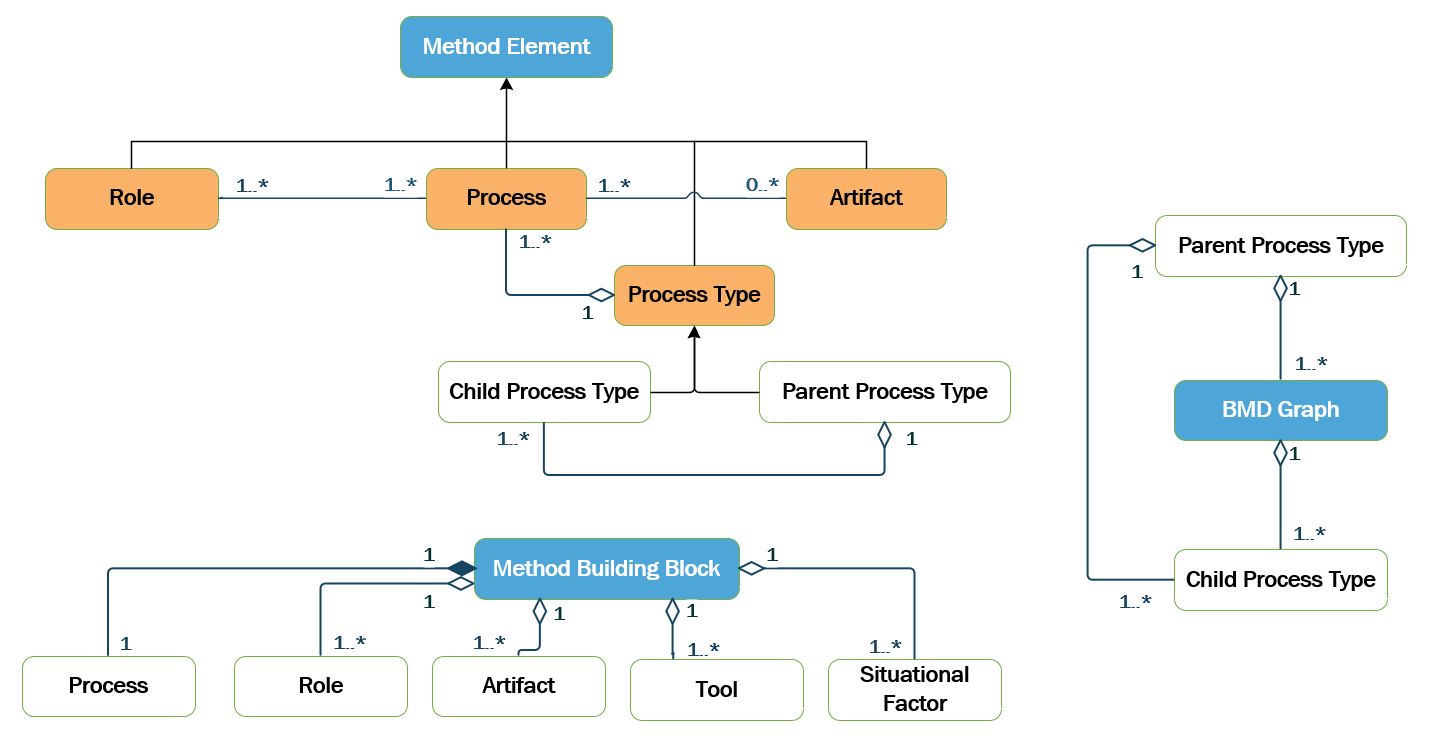 Method Element
Role
1..*
1..*
Process
1..*
0..*
Artifact
1..*
Process Type
1
Child Process Type
Parent Process Type
1..*
1
Parent Process Type
1
1
1..*
BMD Graph
1
1..*
Child Process Type
1..*
1
Method Building Block
1
1
1
1
1
1..*
1..*
1..*
1..*
Process
Role
Artifact
Tool
Situational
Factor